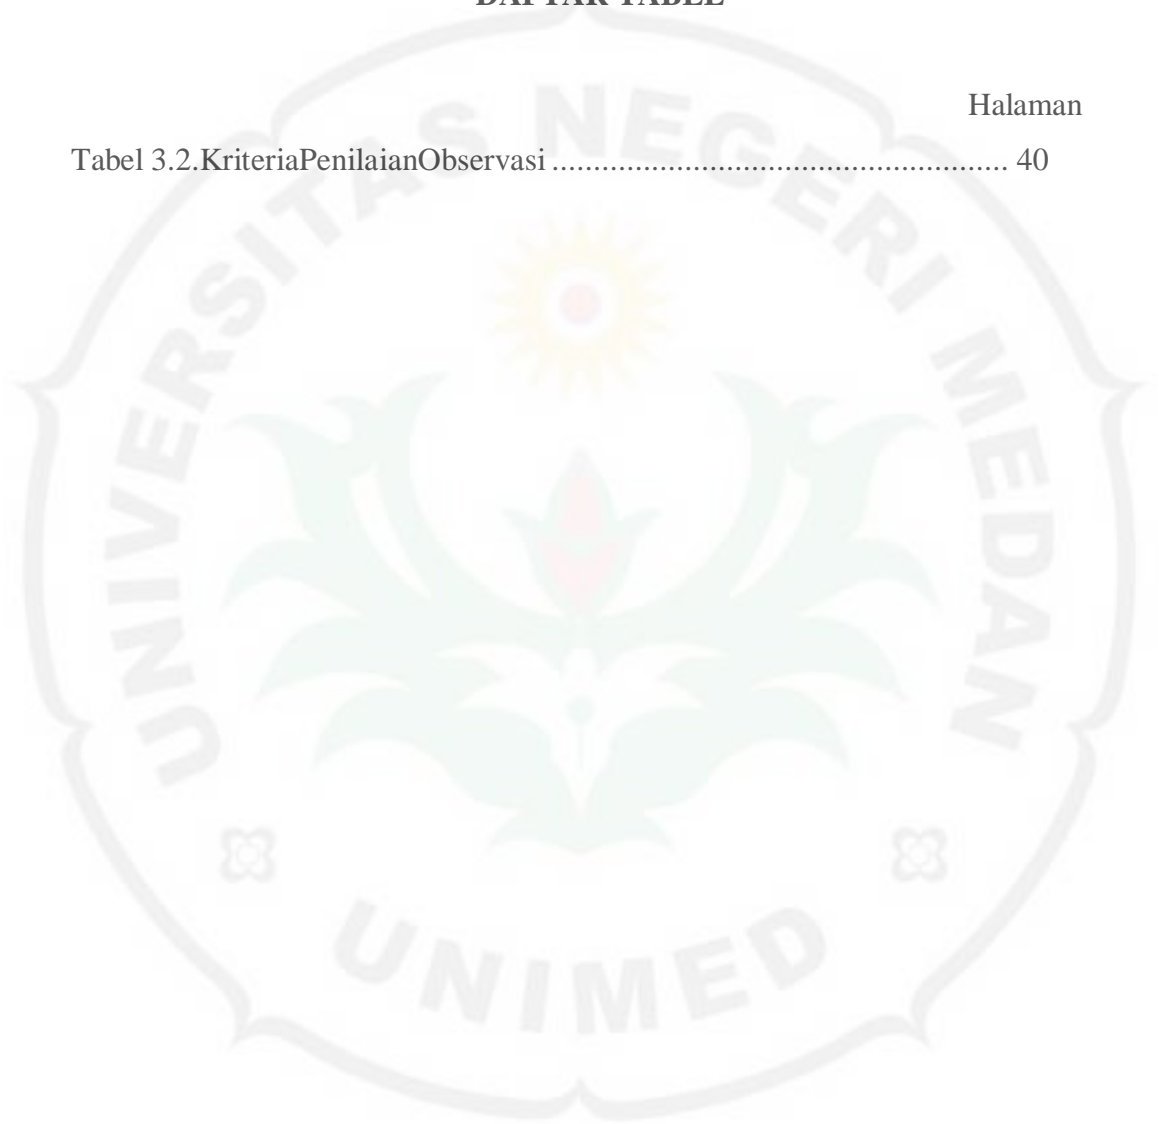 DAFTAR TABEL
Halaman
Tabel 3.2.KriteriaPenilaianObservasi ....................................................... 40
UNIVERSITAS NEGERI MEDAN
UNIMED